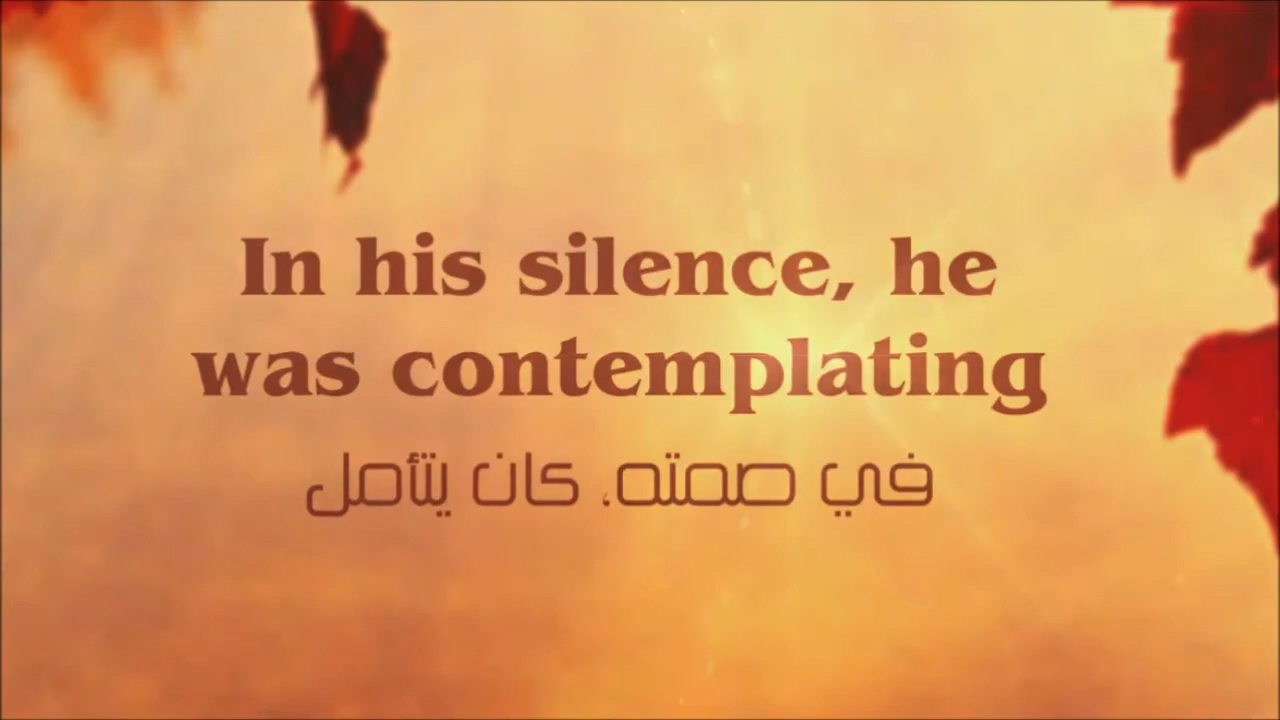 In his silence, he
was contemplating
في صمته، كان يتأمل